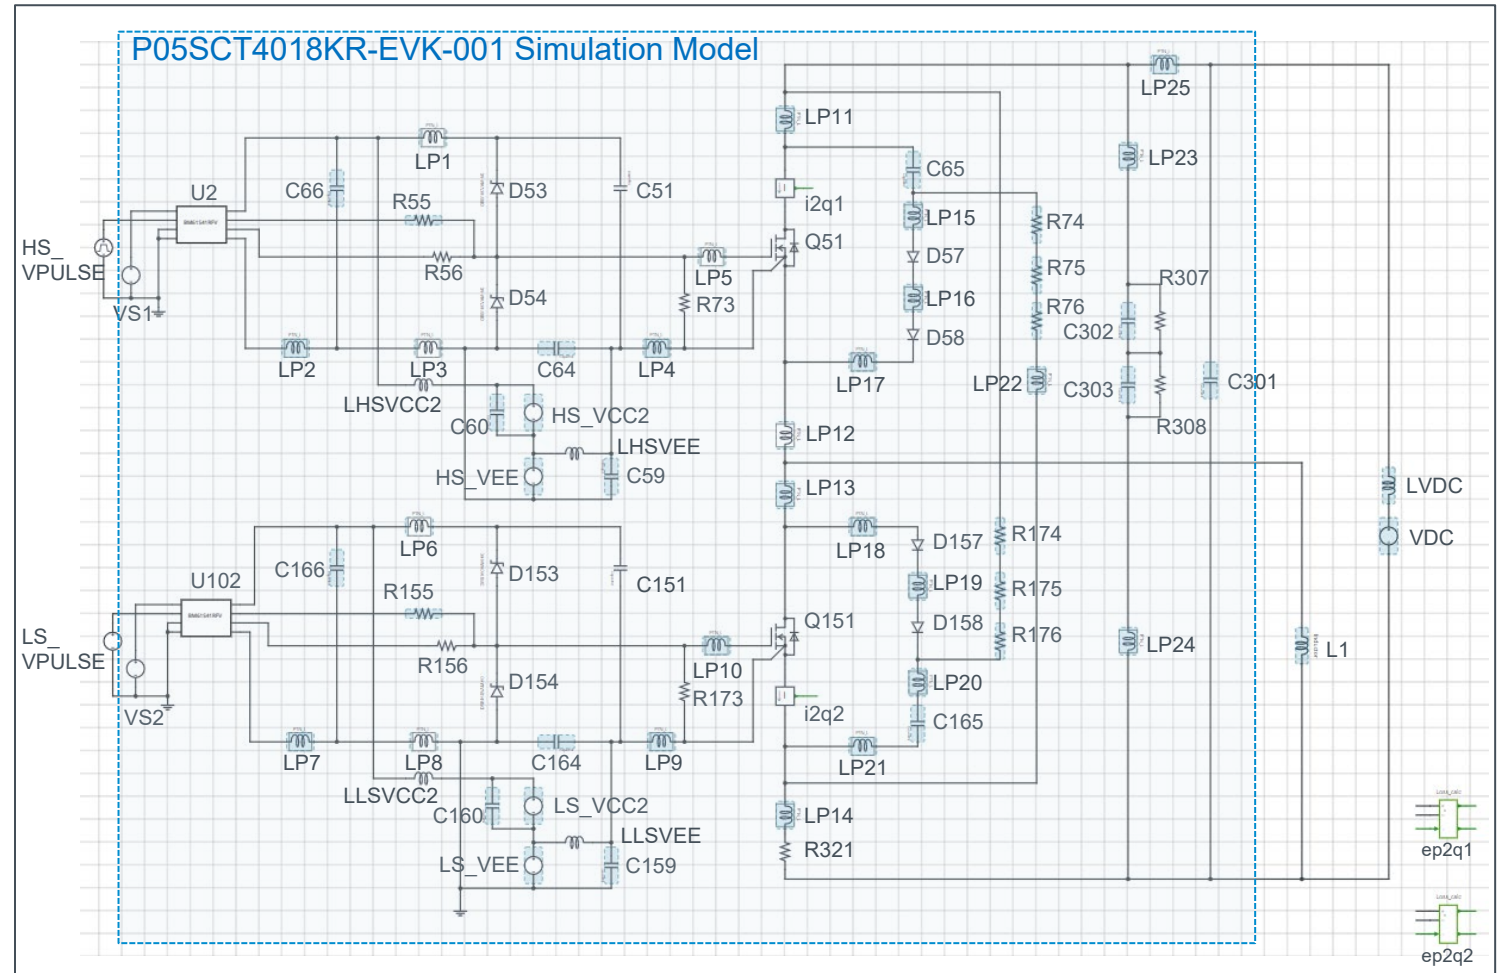 P05SCT4018KR-EVK-001 Simulation Model
LP25
LP11
LP23
LP1
C66
D53
C51
C65
U2
R55
i2q1
LP15
R74
HS_
VPULSE
R56
LP5
Q51
D57
R75
R307
VS1
D54
R73
LP16
R76
C302
D58
LP2
LP3
C64
LP4
LP17
LP22
C303
C301
LHSVCC2
C60
HS_VCC2
LP12
R308
LHSVEE
HS_VEE
C59
LP13
LVDC
LP6
LP18
D157
R174
VDC
C166
D153
C151
U102
R155
LP19
R175
LS_
VPULSE
R156
LP10
Q151
D158
R176
LP24
L1
D154
R173
LP20
VS2
i2q2
C165
LP7
LP8
C164
LP9
LP21
LLSVCC2
C160
LS_VCC2
LP14
LLSVEE
R321
ep2q1
LS_VEE
C159
ep2q2